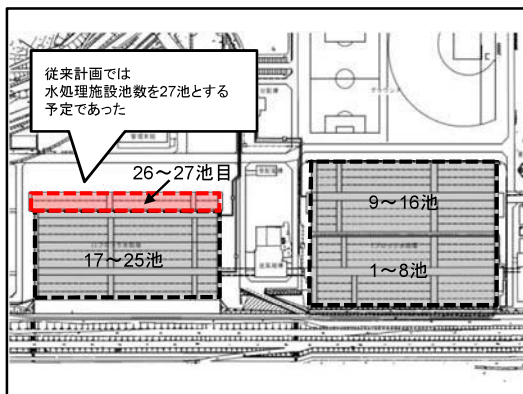 従来計画では
水処理施設池数を27池とする
予定であった
26～27池目
9～16池
17～25池
1～8池